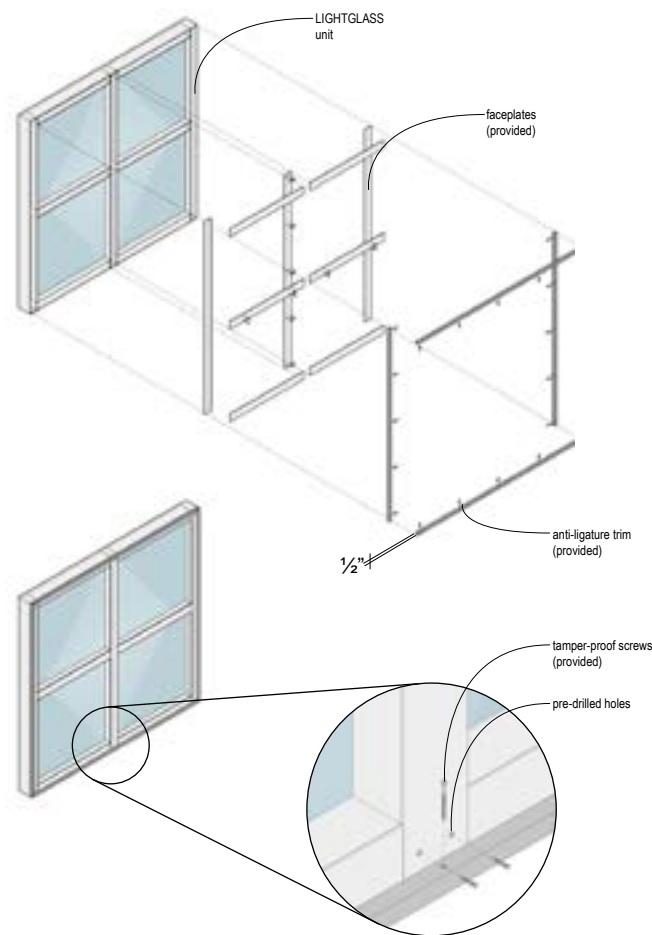 LIGHTGLASS
unit
faceplates
(provided)
anti-ligature trim
(provided)
½"
tamper-proof screws
(provided)
pre-drilled holes